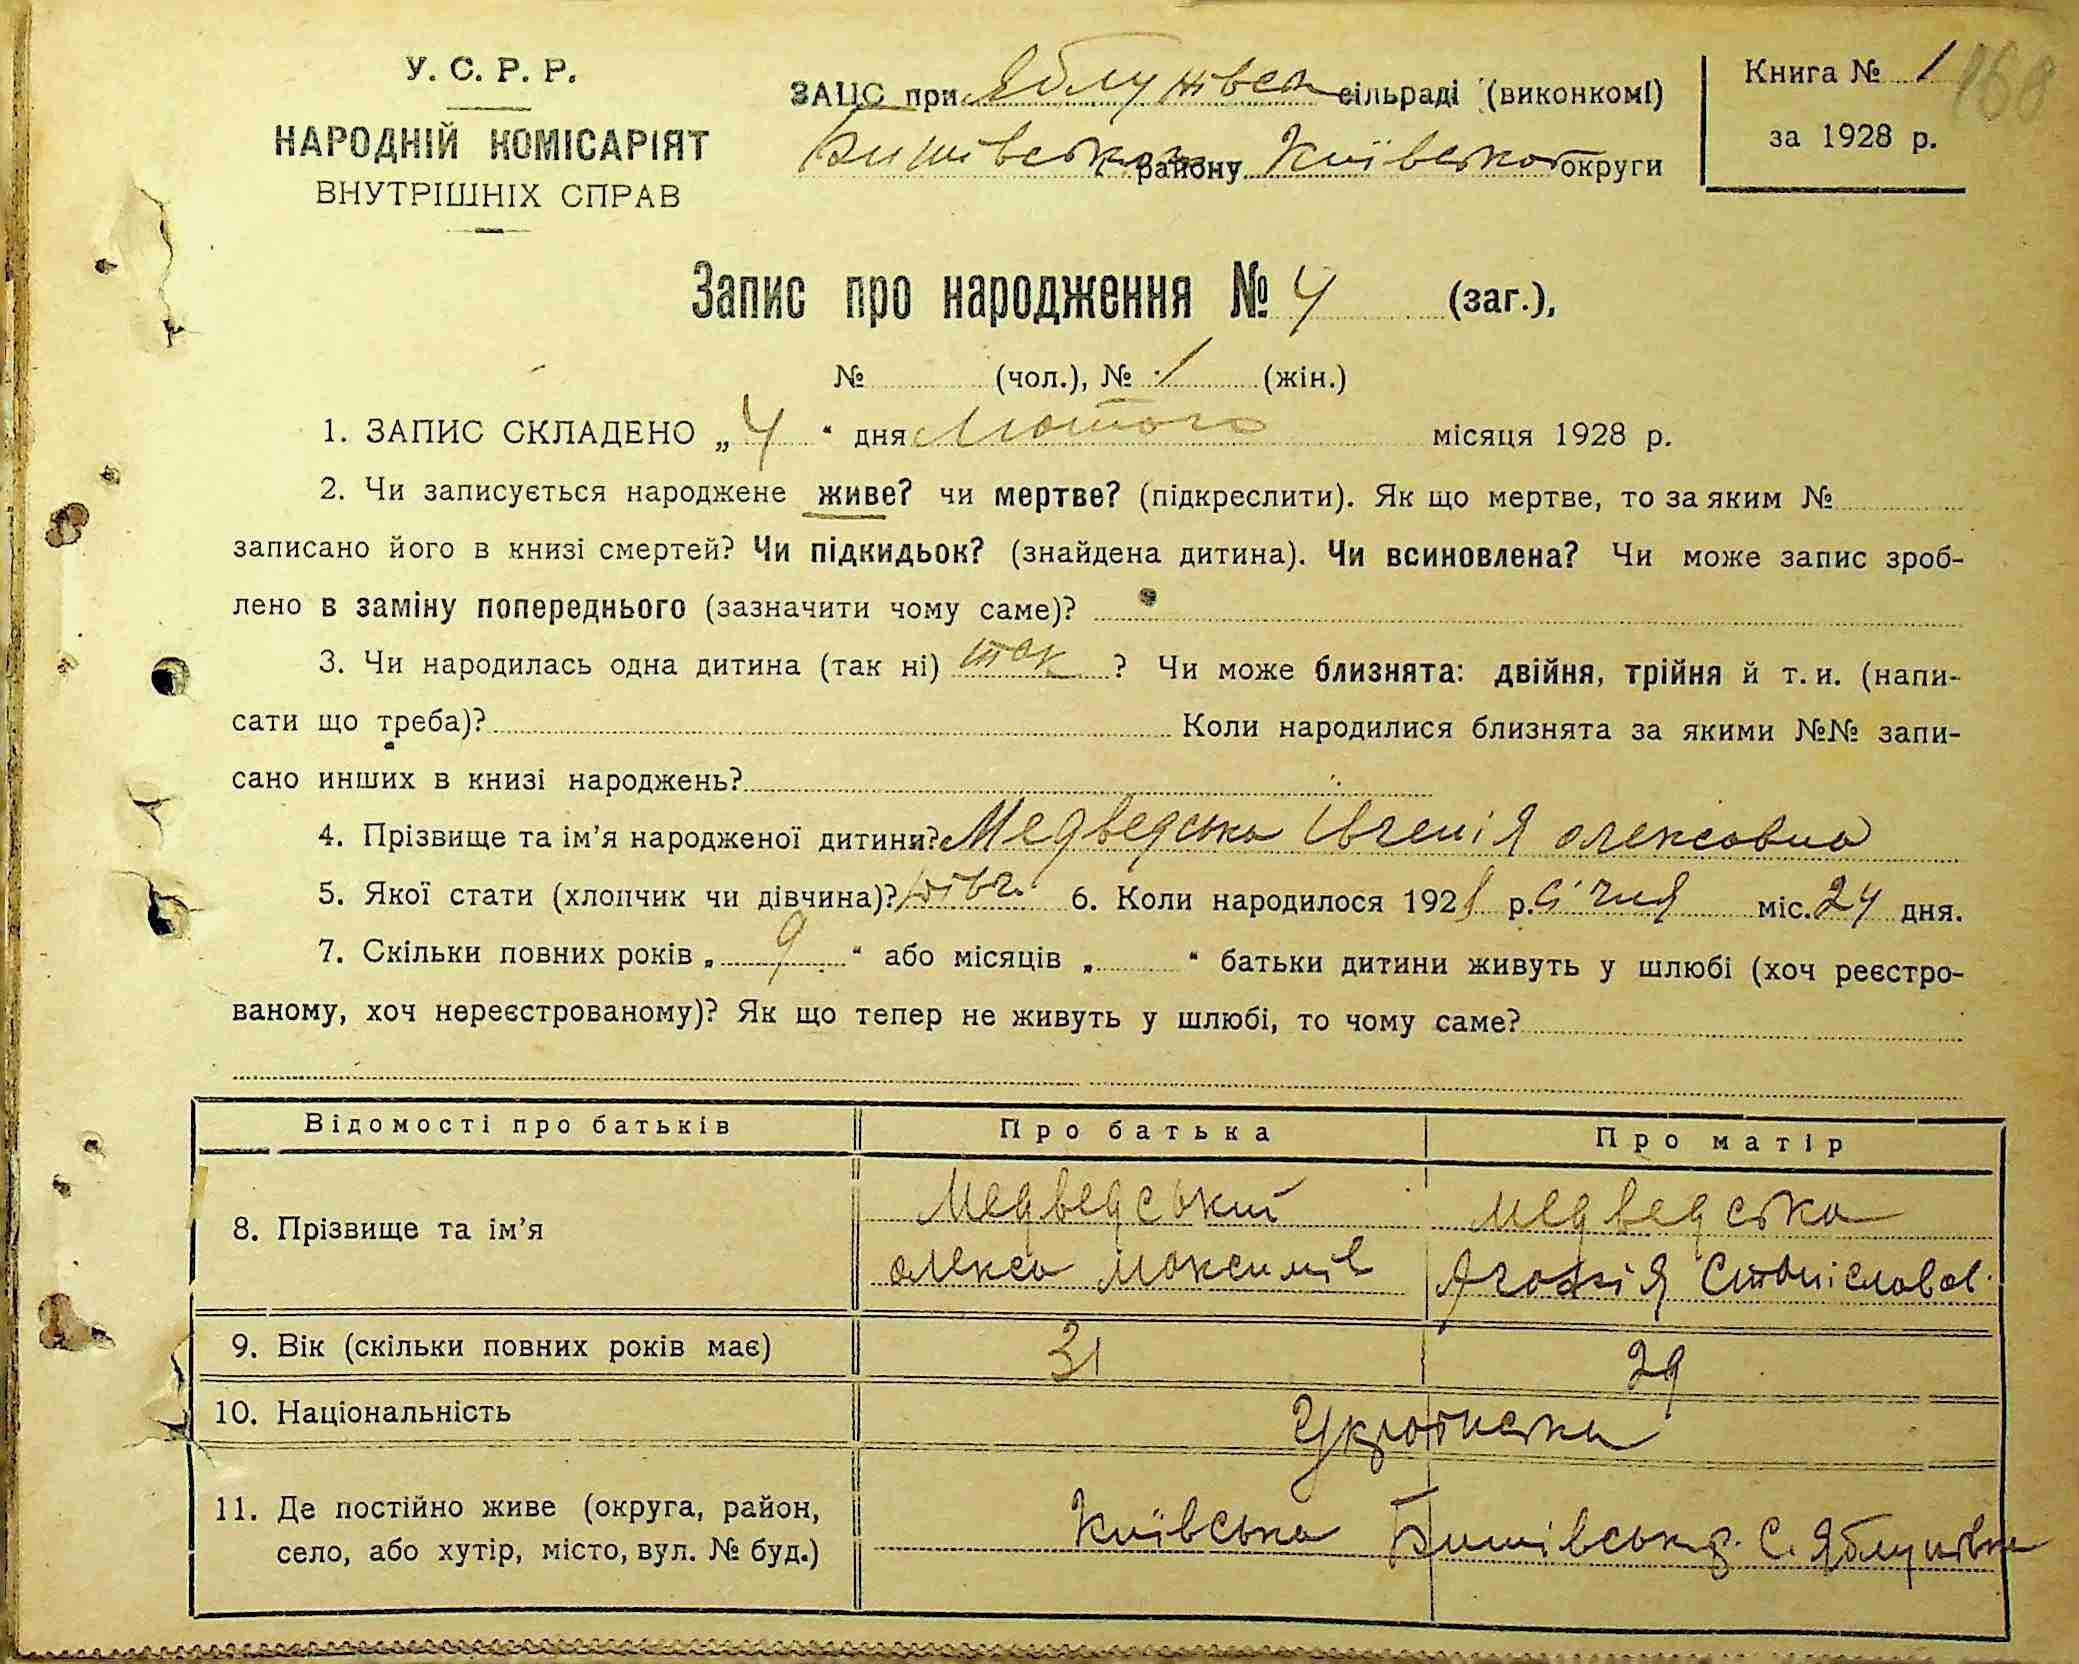 У. С. Р. Р.
НАРОДНІЙ КОМІСАРІЯТ
ВНУТРІШНІХ СПРАВ
ЗАЦС при Яблунівск сільраді (виконкомі)
Бишівського району Київської округи
Книга № 1
за 1928 р.
168
Запис про народження № 4 (заг.),
№ (чол.), № 1 (жін.)
1. ЗАПИС СКЛАДЕНО „ 4 “ дня Лютого місяця 1928 р.
2. Чи записується народжене живе? чи мертве? (підкреслити). Як що мертве, то за яким №
записано його в книзі смертей? Чи підкидьок? (знайдена дитина). Чи всиновлена? Чи може запис зроб-
лено в заміну попереднього (зазначити чому саме)?
3. Чи народилась одна дитина (так ні) так ? Чи може близнята: двійня, трійня й т. и. (напи-
сати що треба)? Коли народилися близнята за якими №№ запи-
сано инших в книзі народжень?
4. Прізвище та ім’я народженої дитини? Медведська Івгенія Олексовна
5. Якої стати (хлопчик чи дівчина)? дівч. 6. Коли народилося 1928 р. Січня міс. 24 дня.
7. Скільки повних років „ 9 “ або місяців „ “ батьки дитини живуть у шлюбі (хоч реєстро-
ваному, хоч нереєстрованому)? Як що тепер не живуть у шлюбі, то чому саме?
Відомості про батьків Про батька Про матір
8. Прізвище та ім’я
Медведський Медведська
Олекса Максимів Агафія Станіславов.
9. Вік (скільки повних років має) 31 29
10. Національність Українська
11. Де постійно живе (округа, район,
село, або хутір, місто, вул. № буд.)
Київська Бишівськ р. С. Яблунівка